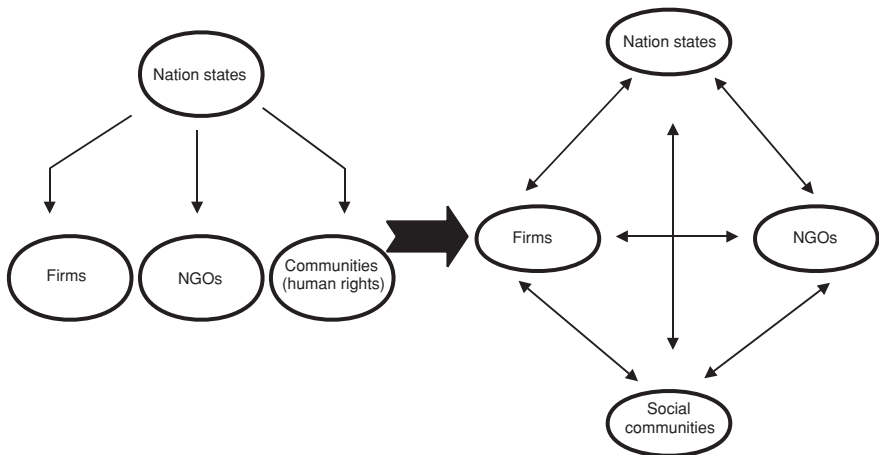 Nation states
Firms
NGOs
Communities
(human rights)
Nation states
Firms
NGOs
Social
communities